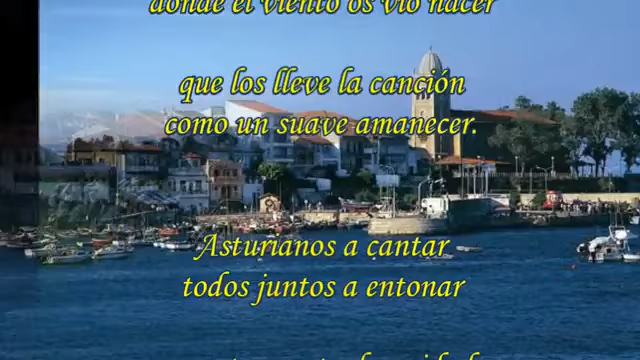 donde el viento os vio nacer
que los lleve la canción
como un suave amanecer.
Asturianos a cantar
todos juntos a entonar